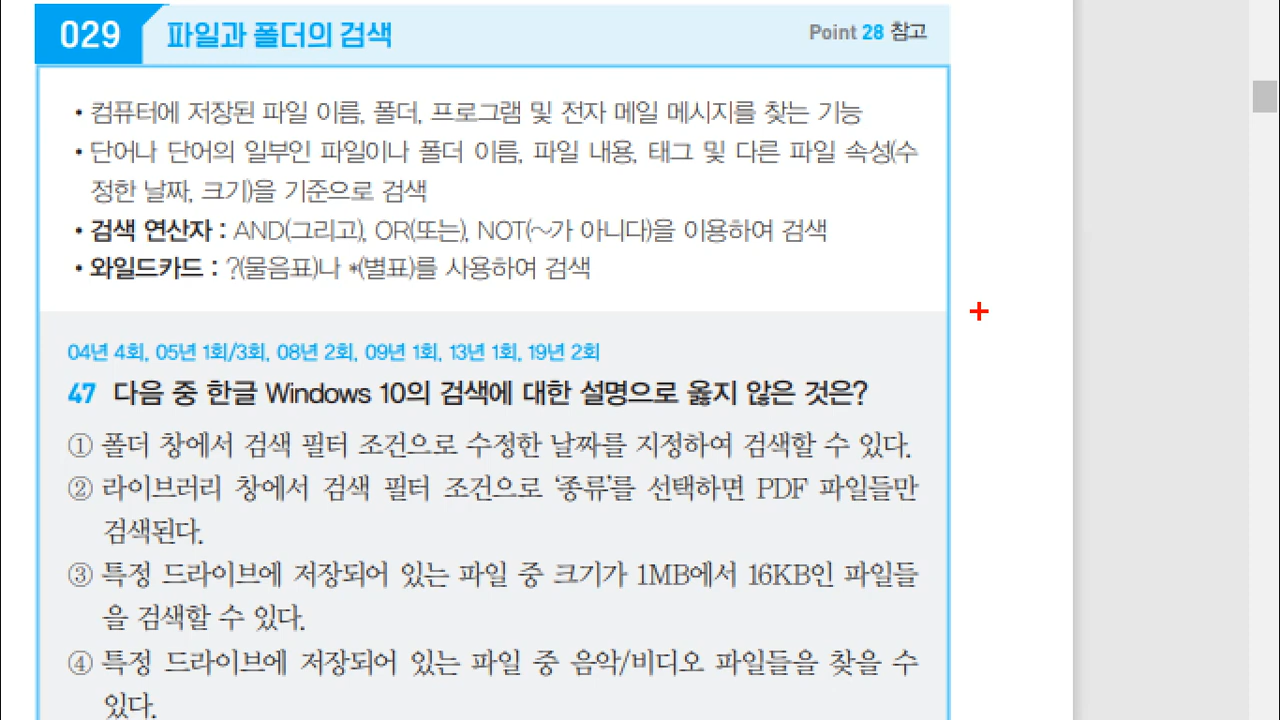 029 파일과 폴더의 검색 Point 28 참고
• 컴퓨터에 저장된 파일 이름, 폴더, 프로그램 및 전자 메일 메시지를 찾는 기능
• 단어나 단어의 일부인 파일이나 폴더 이름, 파일 내용, 태그 및 다른 파일 속성(수
정한 날짜, 크기)을 기준으로 검색
• 검색 연산자 : AND(그리고), OR(또는), NOT(~가 아니다)을 이용하여 검색
• 와일드카드 : ?(물음표)나 *(별표)를 사용하여 검색
04년 4회, 05년 1회/3회, 08년 2회, 09년 1회, 13년 1회, 19년 2회
47 다음 중 한글 Windows 10의 검색에 대한 설명으로 옳지 않은 것은?
① 폴더 창에서 검색 필터 조건으로 수정한 날짜를 지정하여 검색할 수 있다.
② 라이브러리 창에서 검색 필터 조건으로 '종류'를 선택하면 PDF 파일들만
검색된다.
③ 특정 드라이브에 저장되어 있는 파일 중 크기가 1MB에서 16KB인 파일들
을 검색할 수 있다.
④ 특정 드라이브에 저장되어 있는 파일 중 음악/비디오 파일들을 찾을 수
있다.